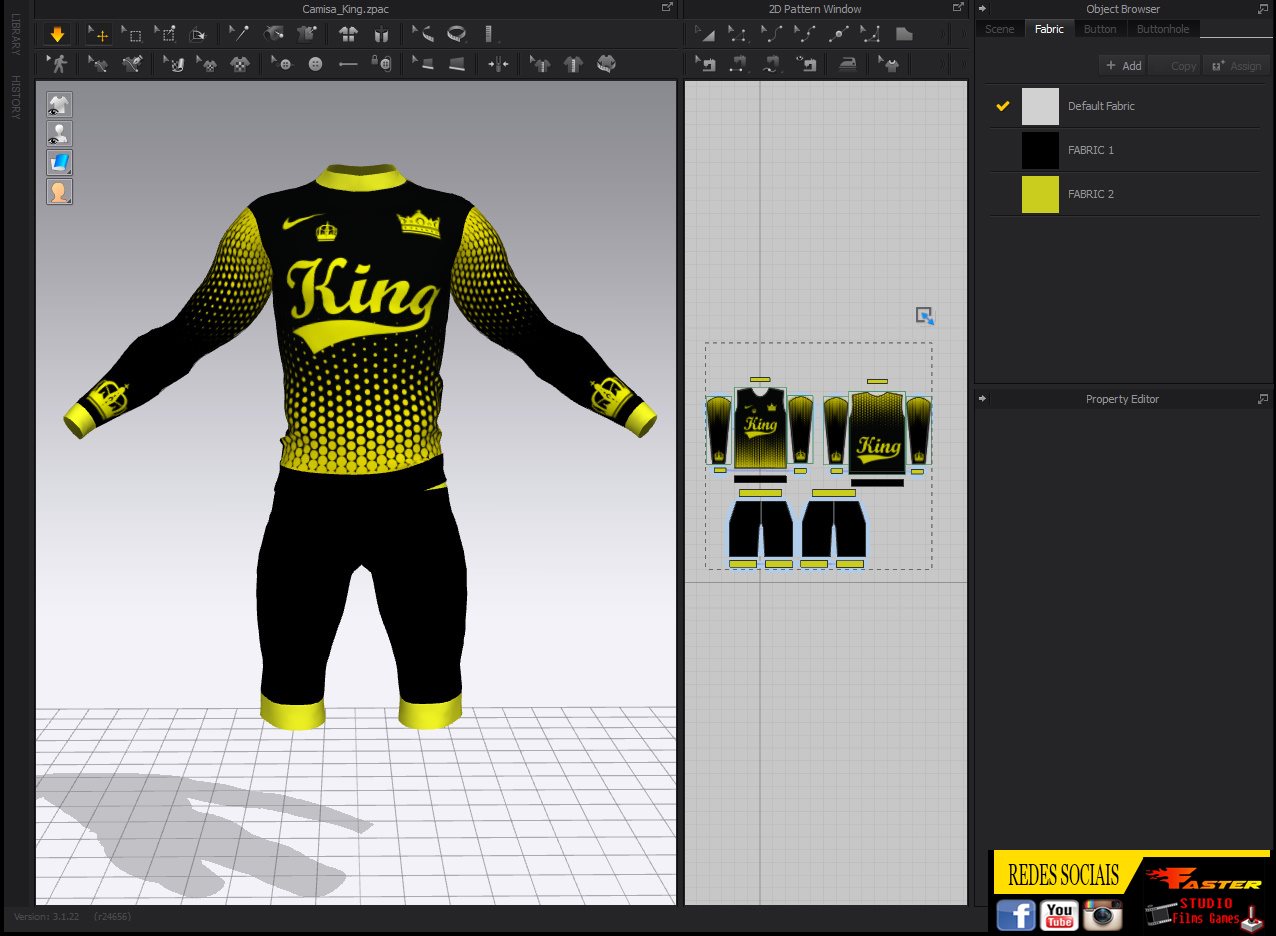 Camisa_King.zpac
2D Pattern Window
Object Browser
LIBRARY
HISTORY
Scene
Fabric
Button
Buttonhole
+ Add
Copy
Assign
Default Fabric
FABRIC 1
FABRIC 2
King
King
King
Property Editor
REDES SOCIAIS
FASTER
STUDIO
Films Games
f
You
Tube
Version: 3.1.22 (r24656)